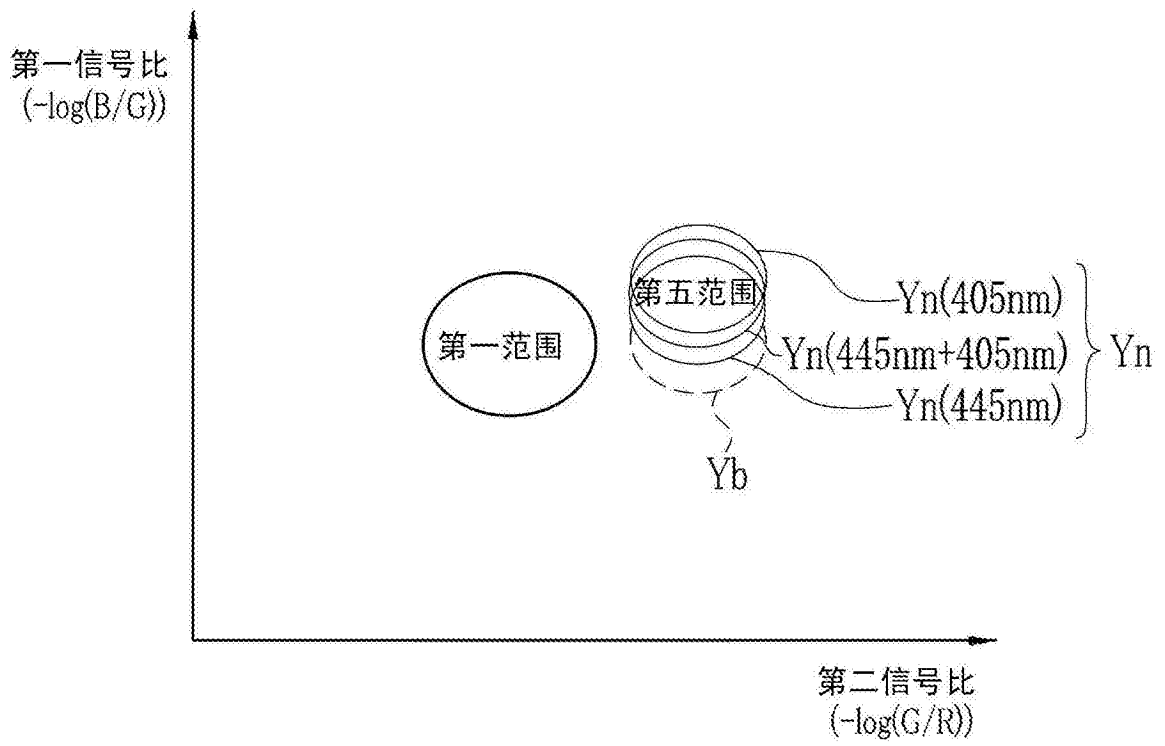 第一信号比
(-log(B/G))
第五范围
第一范围
Yn(405nm)
Yn(445nm+405nm)
Yn
Yn(445nm)
Yb
第二信号比
(-log(G/R))